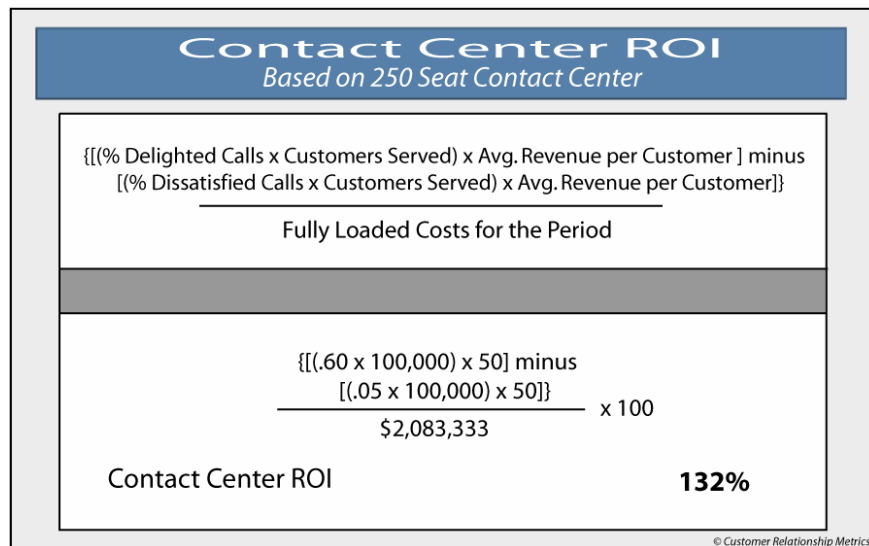 Contact Center ROI
Based on 250 Seat Contact Center
{[(% Delighted Calls x Customers Served) x Avg. Revenue per Customer ] minus
[(% Dissatisfied Calls x Customers Served) x Avg. Revenue per Customer]}
Fully Loaded Costs for the Period
{[(.60 x 100,000) x 50] minus
[(.05 x 100,000) x 50]}
x 100
$2,083,333
Contact Center ROI 132%
© Customer Relationship Metrics